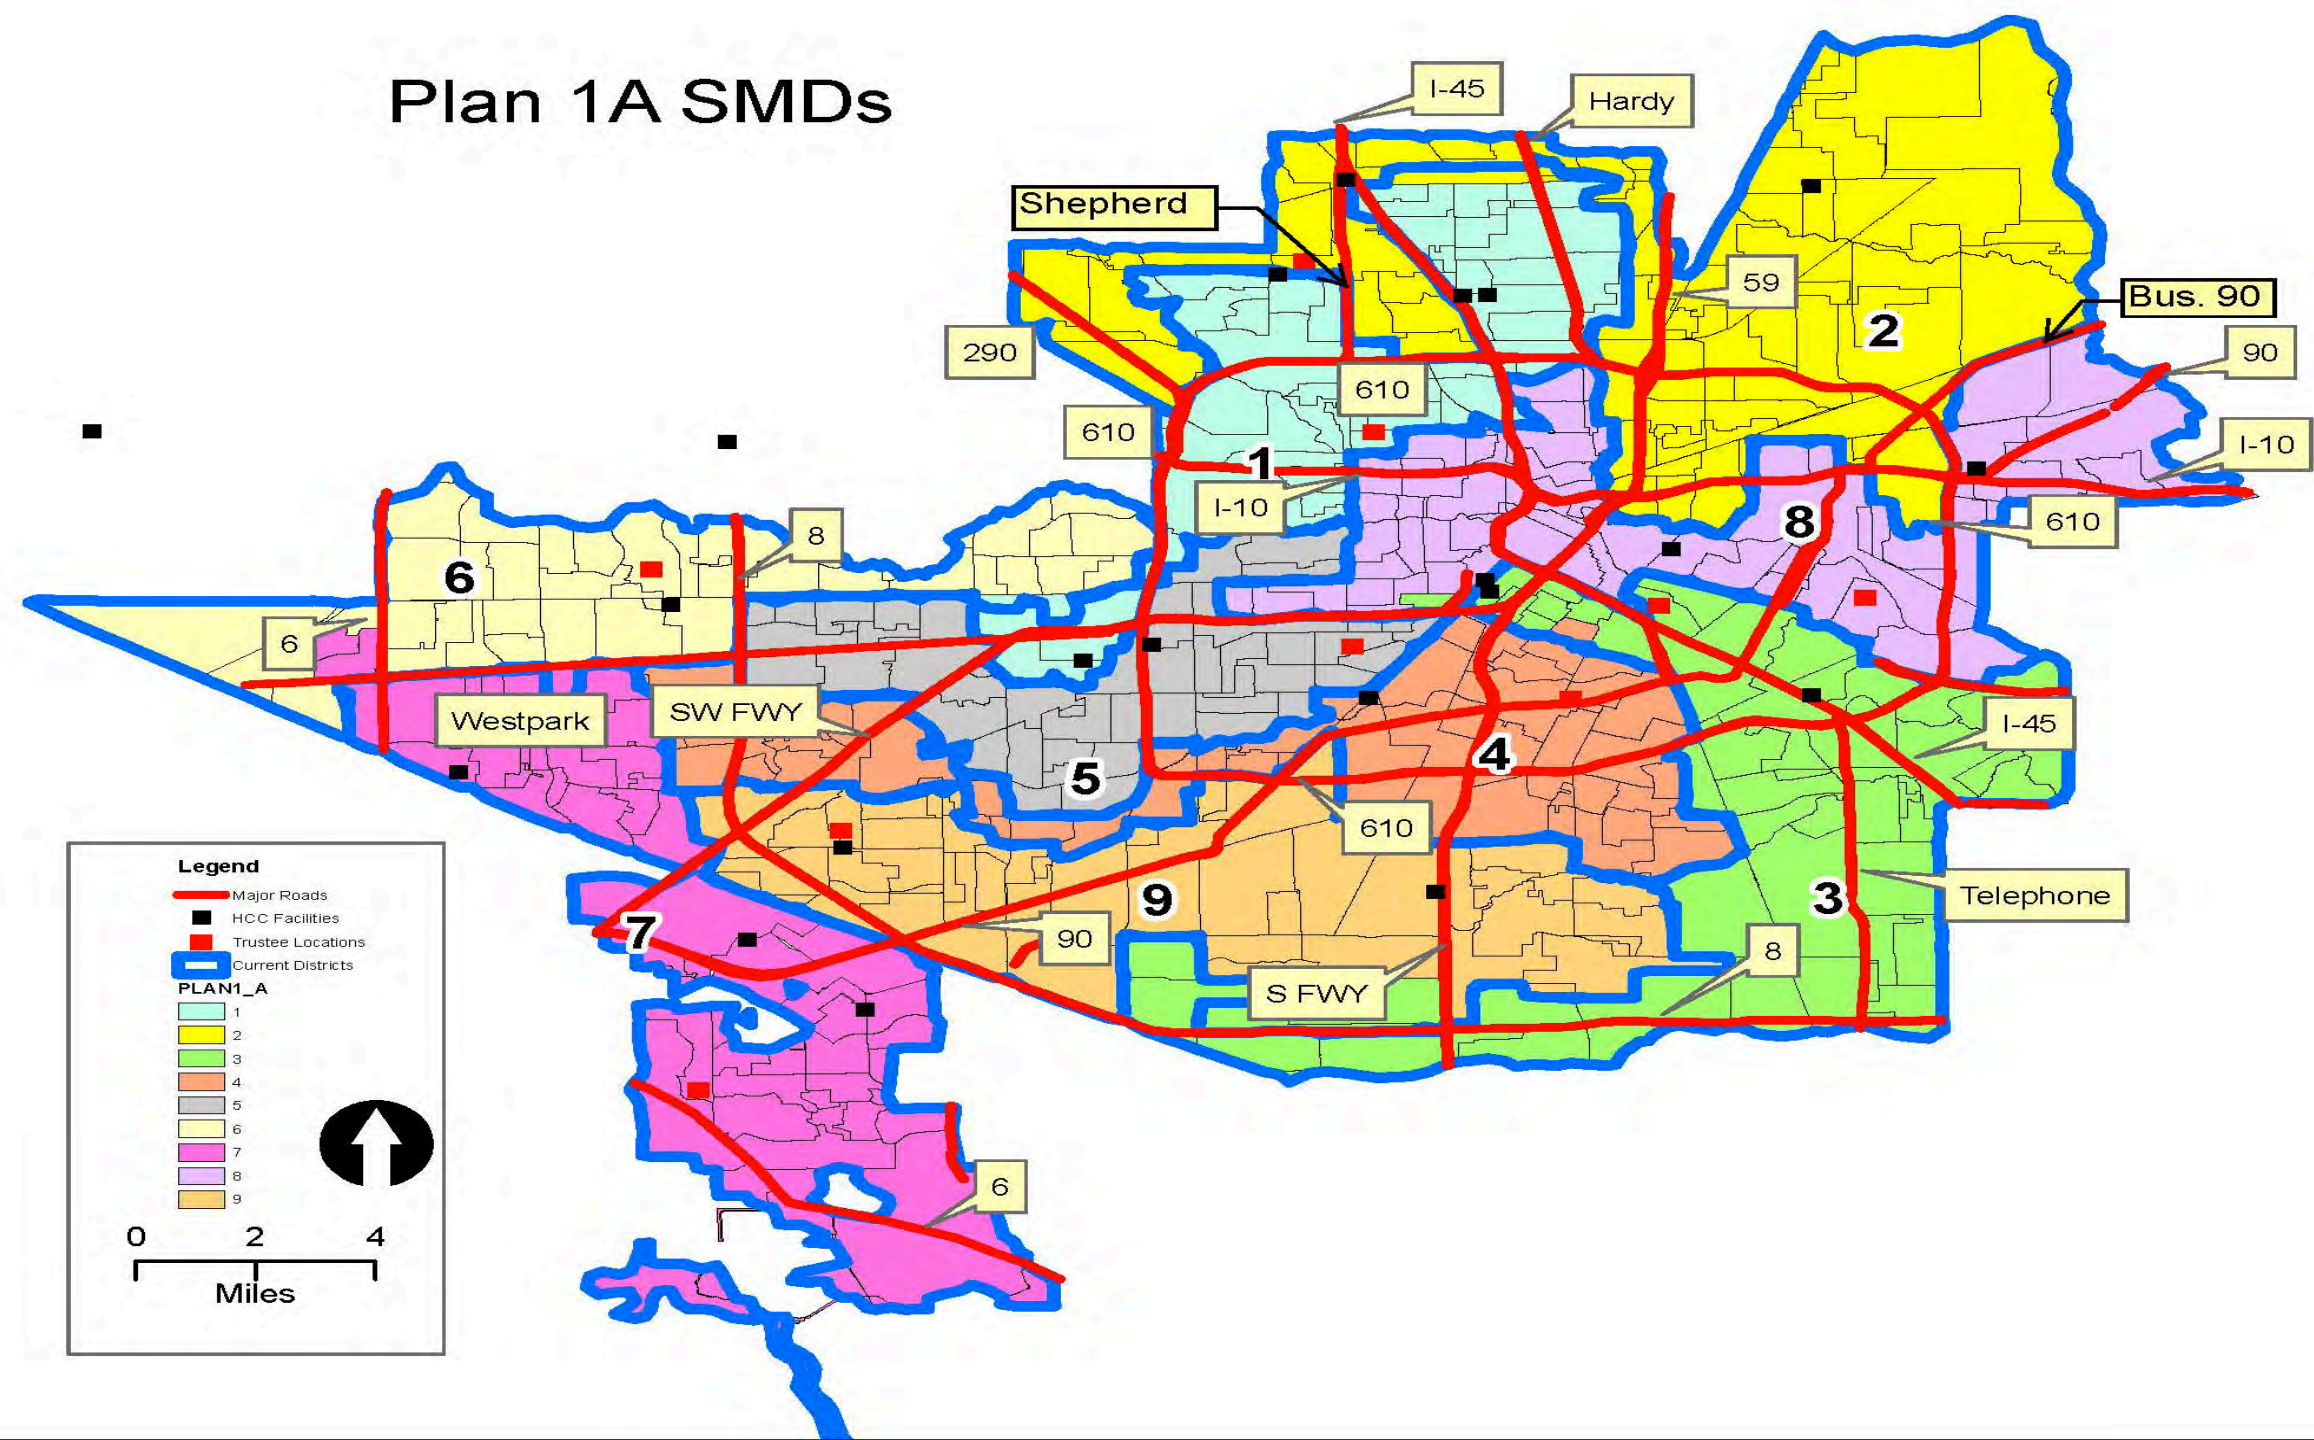 Plan 1A SMDs
I-45
Hardy
Shepherd
59
Bus. 90
2
290
90
610
610
I-10
1
I-10
8
8
610
6
6
Westpark
SW FWY
I-45
4
5
610
Telephone
9
3
7
90
8
S FWY
6
Legend
Major Roads
HCC Facilities
Trustee Locations
Current Districts
PLAN1_A
1
2
3
4
5
6
7
8
9
0 2 4
Miles